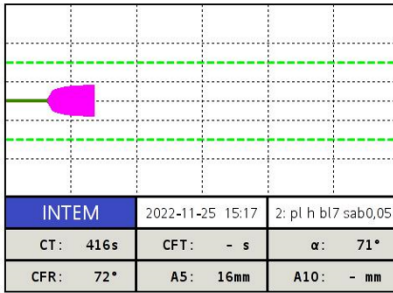 INTEM 2022-11-25 15:17 2: pl h bl7 sab0,05
CT: 416s CFT: - s α: 71°
CFR: 72° A5: 16mm A10: - mm